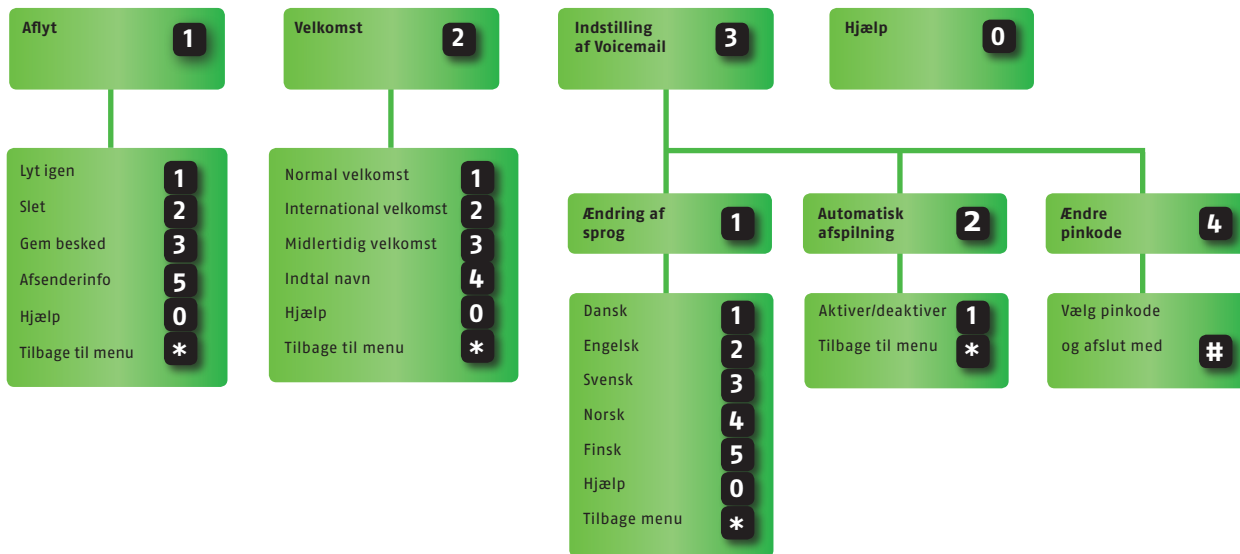 Aflyt 1
Velkomst 2
Indstilling
af Voicemail 3
Hjælp 0
Lyt igen 1
Slet 2
Gem besked 3
Afsenderinfo 5
Hjælp 0
Tilbage til menu *
Normal velkomst 1
International velkomst 2
Midlertidig velkomst 3
Indtal navn 4
Hjælp 0
Tilbage til menu *
Ændring af
sprog 1
Dansk 1
Engelsk 2
Svensk 3
Norsk 4
Finsk 5
Hjælp 0
Tilbage menu *
Automatisk
afspilning 2
Aktiver/deaktiver 1
Tilbage til menu *
Ændre
pinkode 4
Vælg pinkode
og afslut med #